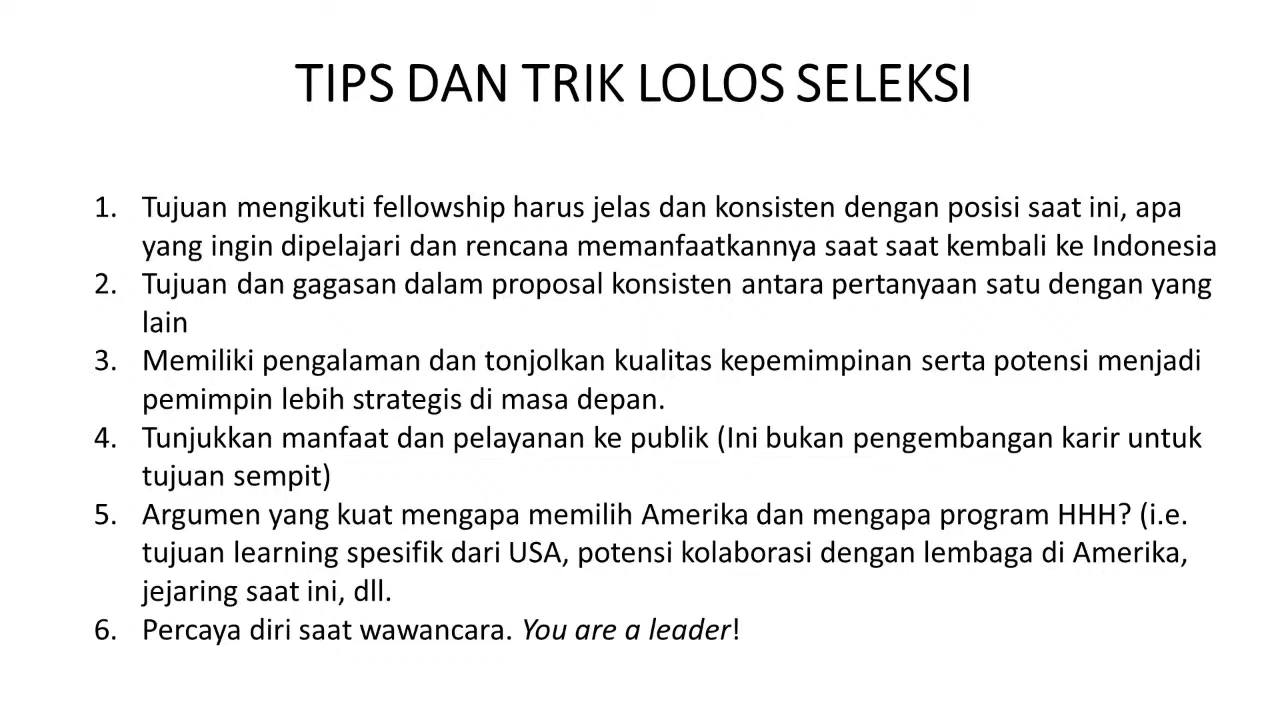 TIPS DAN TRIK LOLOS SELEKSI
1. Tujuan mengikuti fellowship harus jelas dan konsisten dengan posisi saat ini, apa
yang ingin dipelajari dan rencana memanfaatkannya saat saat kembali ke Indonesia
2. Tujuan dan gagasan dalam proposal konsisten antara pertanyaan satu dengan yang
lain
3. Memiliki pengalaman dan tonjolkan kualitas kepemimpinan serta potensi menjadi
pemimpin lebih strategis di masa depan.
4. Tunjukkan manfaat dan pelayanan ke publik (Ini bukan pengembangan karir untuk
tujuan sempit)
5. Argumen yang kuat mengapa memilih Amerika dan mengapa program HHH? (i.e.
tujuan learning spesifik dari USA, potensi kolaborasi dengan lembaga di Amerika,
jejaring saat ini, dll.
6. Percaya diri saat wawancara. You are a leader!